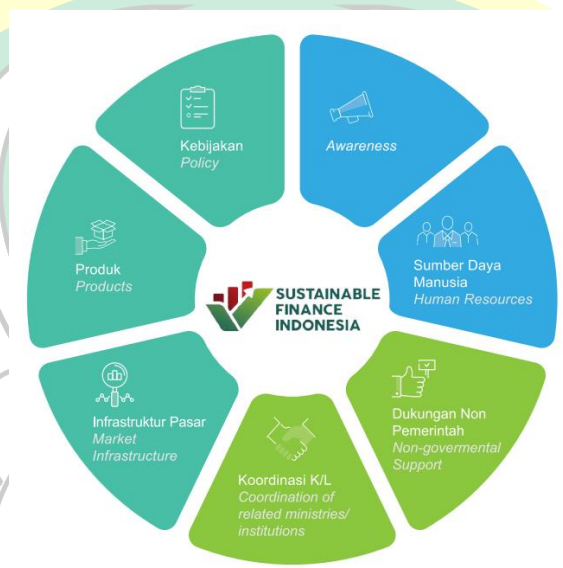 Kebijakan
Policy
Awareness
Sumber Daya
Manusia
Human Resources
Dukungan Non
Pemerintah
Non-govermental
Support
Koordinasi K/L
Coordination of
related ministries/
institutions
Infrastruktur Pasar
Market
Infrastructure
Produk
Products
SUSTAINABLE
FINANCE
INDONESIA